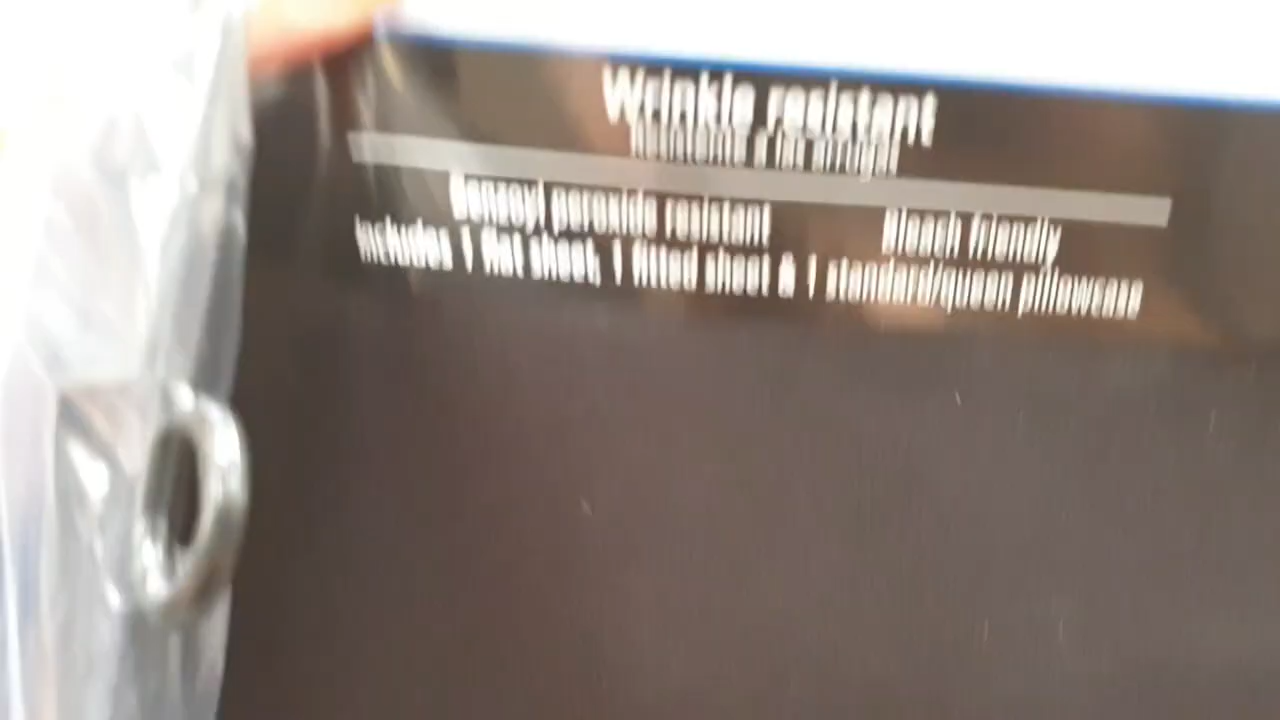 Wrinkle resistant
Benzoyl peroxide resistant Bleach friendly
Includes 1 flat sheet, 1 fitted sheet & 1 standard/queen pillowcase